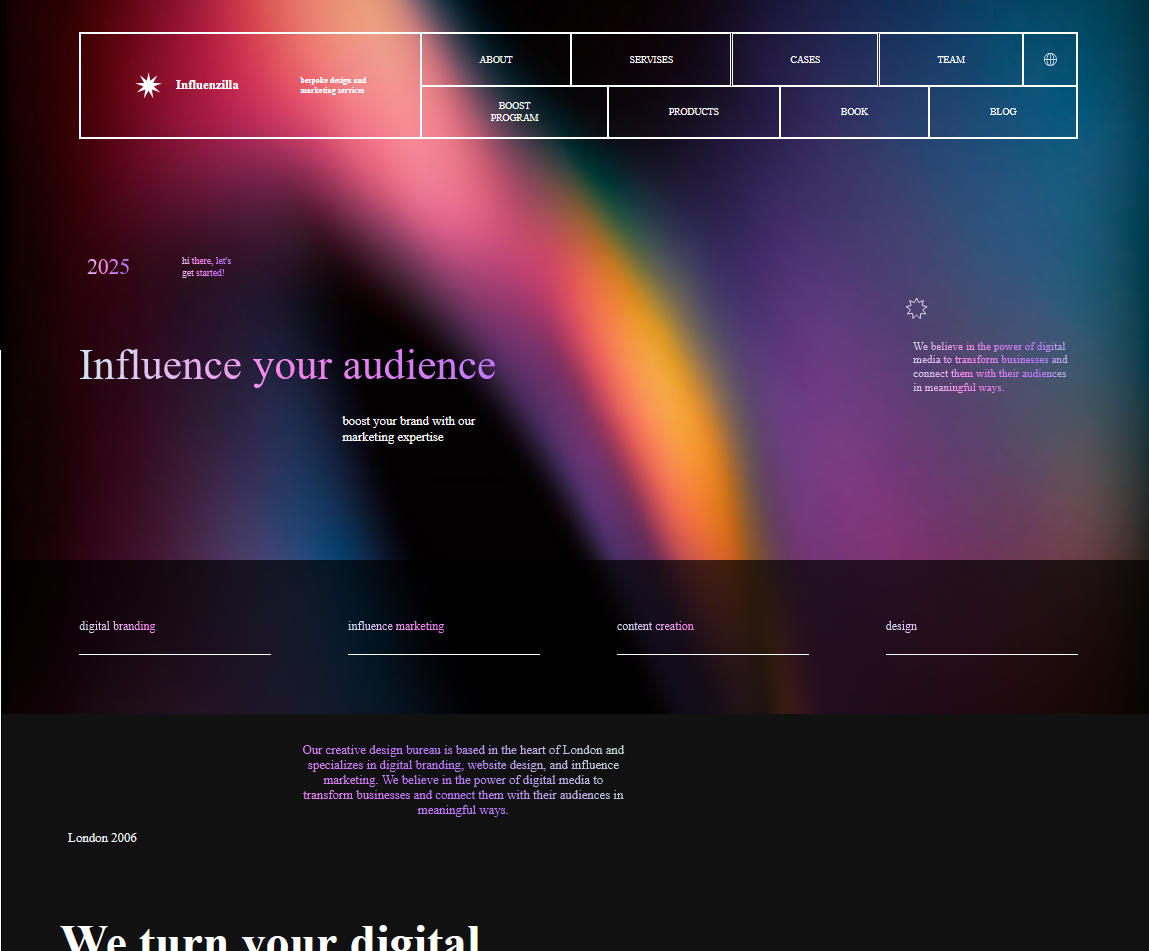 Influenzilla
bespoke design and
marketing services
ABOUT
SERVISES
CASES
TEAM
BOOST
PROGRAM
PRODUCTS
BOOK
BLOG
2025
hi there, let's
get started!
Influence your audience
boost your brand with our
marketing expertise
We believe in the power of digital
media to transform businesses and
connect them with their audiences
in meaningful ways.
digital branding
influence marketing
content creation
design
Our creative design bureau is based in the heart of London and
specializes in digital branding, website design, and influence
marketing. We believe in the power of digital media to
transform businesses and connect them with their audiences in
meaningful ways.
London 2006
We turn your digital